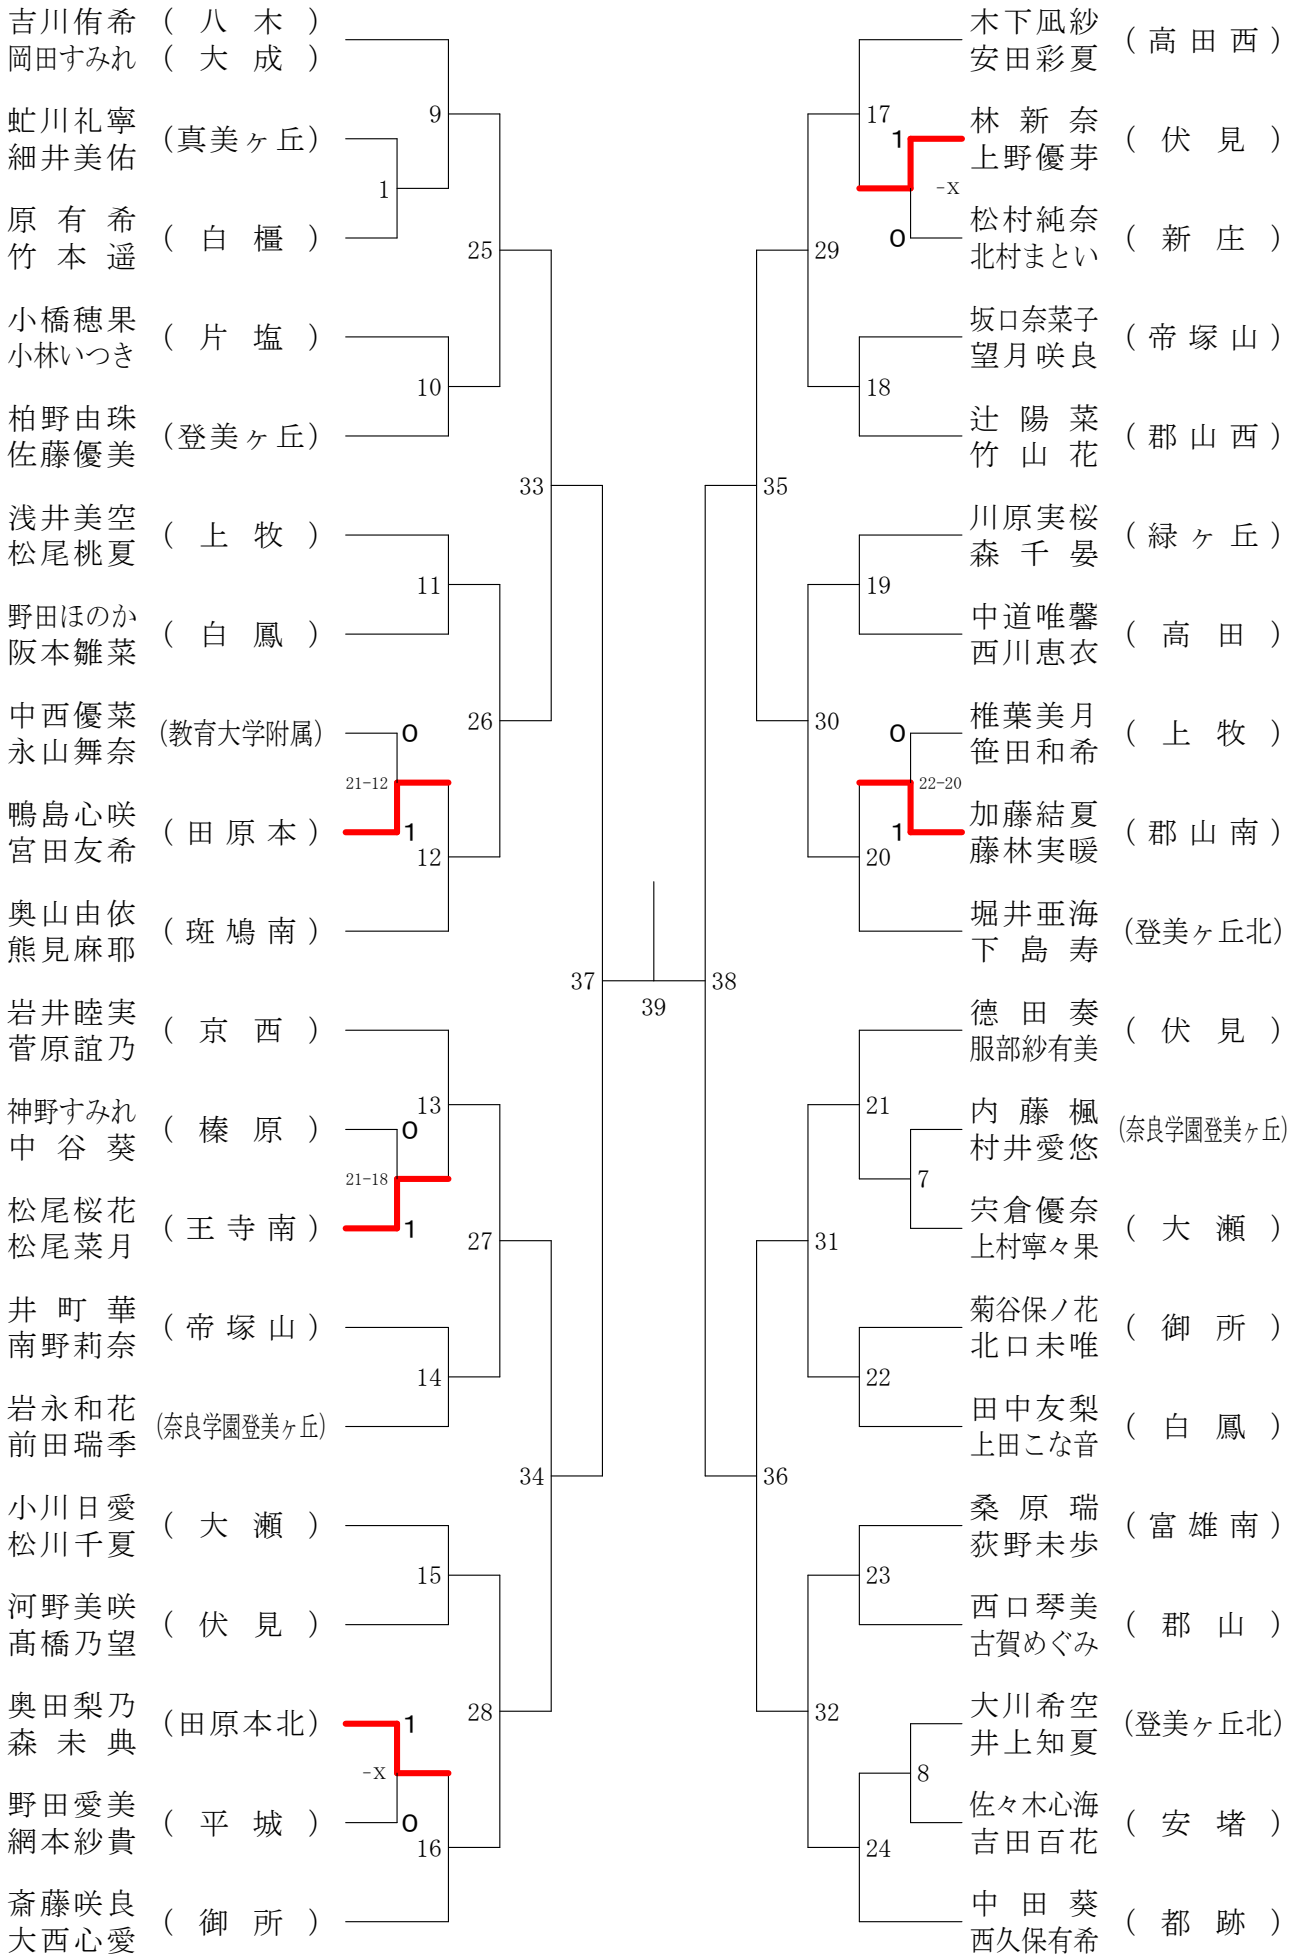 吉川侑希 ( 八木 )
岡田すみれ ( 大成 )
虻川礼寧
細井美佑
(真美ヶ丘)
原有希
竹本遥
( 白橿 )
小橋穂果
小林いつき
( 片塩 )
柏野由珠
佐藤優美
(登美ヶ丘)
浅井美空
松尾桃夏
( 上牧 )
野田ほのか
阪本雛菜
( 白鳳 )
中西優菜
永山舞奈
(教育大学附属)
鴨島心咲
宮田友希
( 田原本 )
奥山由依
熊見麻耶
( 斑鳩南 )
岩井睦実
菅原誼乃
( 京西 )
神野すみれ
中谷葵
( 榛原 )
松尾桜花
松尾菜月
( 王寺南 )
井町華
南野莉奈
( 帝塚山 )
岩永和花
前田瑞季
(奈良学園登美ヶ丘)
小川日愛
松川千夏
( 大瀬 )
河野美咲
髙橋乃望
( 伏見 )
奥田梨乃
森未典
(田原本北)
野田愛美
網本紗貴
( 平城 )
斎藤咲良
大西心愛
( 御所 )
9
1
25
10
33
11
26
0
21-12
1
12
37
13
0
21-18
1
27
14
34
15
28
1
-X
0
16
39
38
17
1
-X
0
29
18
35
19
30
0
22-20
1
20
21
7
31
22
36
23
32
8
24
木下凪紗
安田彩夏
( 高田西 )
林新奈
上野優芽
( 伏見 )
松村純奈
北村まとい
( 新庄 )
坂口奈菜子
望月咲良
( 帝塚山 )
辻陽菜
竹山花
( 郡山西 )
川原実桜
森千晏
( 緑ヶ丘 )
中道唯馨
西川恵衣
( 高田 )
椎葉美月
笹田和希
( 上牧 )
加藤結夏
藤林実暖
( 郡山南 )
堀井亜海
下島寿
(登美ヶ丘北)
德田奏
服部紗有美
( 伏見 )
内藤楓
村井愛悠
(奈良学園登美ヶ丘)
宍倉優奈
上村寧々果
( 大瀬 )
菊谷保ノ花
北口未唯
( 御所 )
田中友梨
上田こな音
( 白鳳 )
桑原瑞
荻野未歩
( 富雄南 )
西口琴美
古賀めぐみ
( 郡山 )
大川希空
井上知夏
(登美ヶ丘北)
佐々木心海
吉田百花
( 安堵 )
中田葵
西久保有希
( 都跡 )